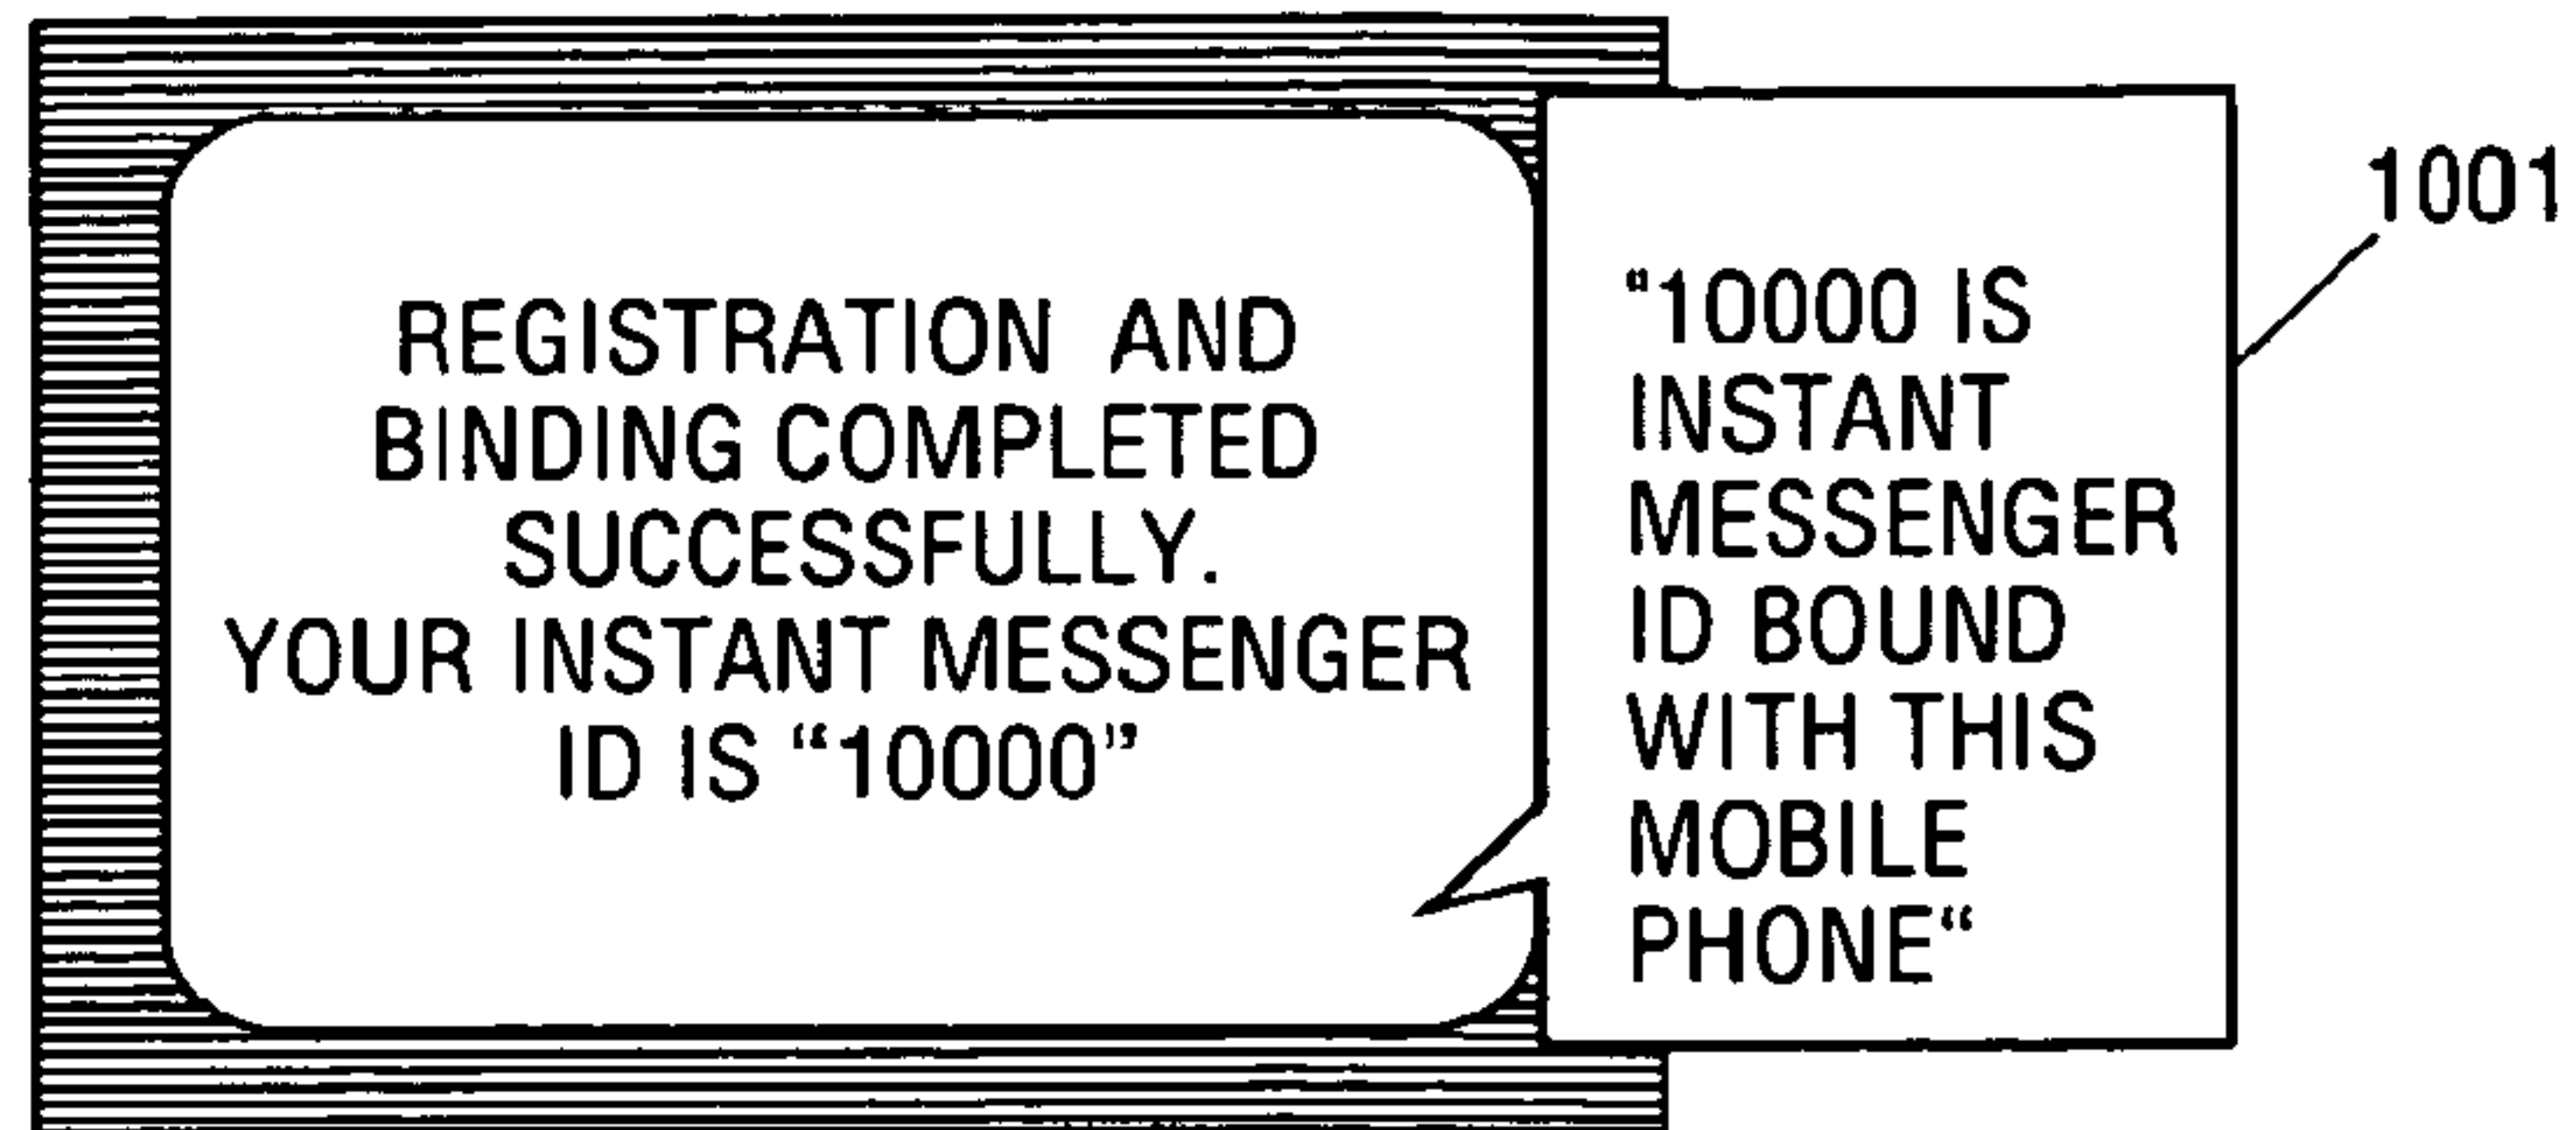 REGISTRATION AND
BINDING COMPLETED
SUCCESSFULLY.
YOUR INSTANT MESSENGER
ID IS “10000”
“10000 IS
INSTANT
MESSENGER
ID BOUND
WITH THIS
MOBILE
PHONE“
1001